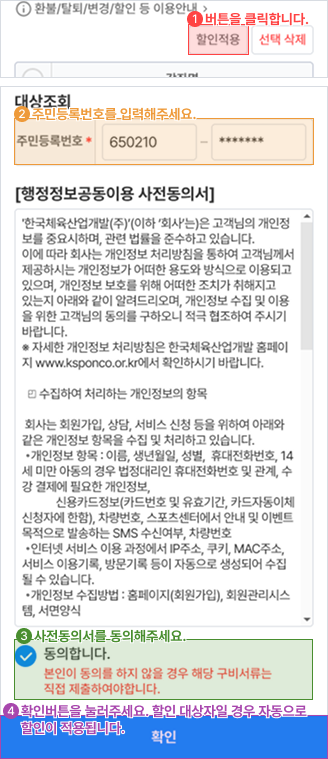 ⓘ 환불/탈퇴/변경/할인 등 이용안내 >
1 버튼을 클릭합니다.
할인적용 선택 삭제
대상조회
2 주민등록번호를 입력해주세요.
주민등록번호 * 650210 – *******
[행정정보공동이용 사전동의서]
'한국체육산업개발(주)'(이하 '회사'는)은 고객님의 개인정
보를 중요시하며, 관련 법률을 준수하고 있습니다.
이에 따라 회사는 개인정보 처리방침을 통하여 고객님께서
제공하시는 개인정보가 어떠한 용도와 방식으로 이용되고
있으며, 개인정보 보호를 위해 어떠한 조치가 취해지고
있는지 아래와 같이 알려드리오며, 개인정보 수집 및 이용
을 위한 고객님의 동의를 구하오니 적극 협조하여 주시기
바랍니다.
※ 자세한 개인정보 처리방침은 한국체육산업개발 홈페이
지 www.ksponco.or.kr에서 확인하시기 바랍니다.
수집하여 처리하는 개인정보의 항목
회사는 회원가입, 상담, 서비스 신청 등을 위하여 아래와
같은 개인정보 항목을 수집 및 처리하고 있습니다.
•개인정보 항목 : 이름, 생년월일, 성별, 휴대전화번호, 14
세 미만 아동의 경우 법정대리인 휴대전화번호 및 관계, 수
강 결제에 필요한 개인정보,
신용카드정보(카드번호 및 유효기간, 카드자동이체
신청자에 한함), 차량번호, 스포츠센터에서 안내 및 이벤트
목적으로 발송하는 SMS 수신여부, 차량번호
•인터넷 서비스 이용 과정에서 IP주소, 쿠키, MAC주소,
서비스 이용기록, 방문기록 등이 자동으로 생성되어 수집
될 수 있습니다.
•개인정보 수집방법 : 홈페이지(회원가입), 회원관리시스
템, 서면양식
3 사전동의서를 동의해주세요.
동의합니다.
본인이 동의를 하지 않을 경우 해당 구비서류는
직접 제출하여야합니다.
4 확인버튼을 눌러주세요. 할인 대상자일 경우 자동으로
할인이 적용됩니다.
확인